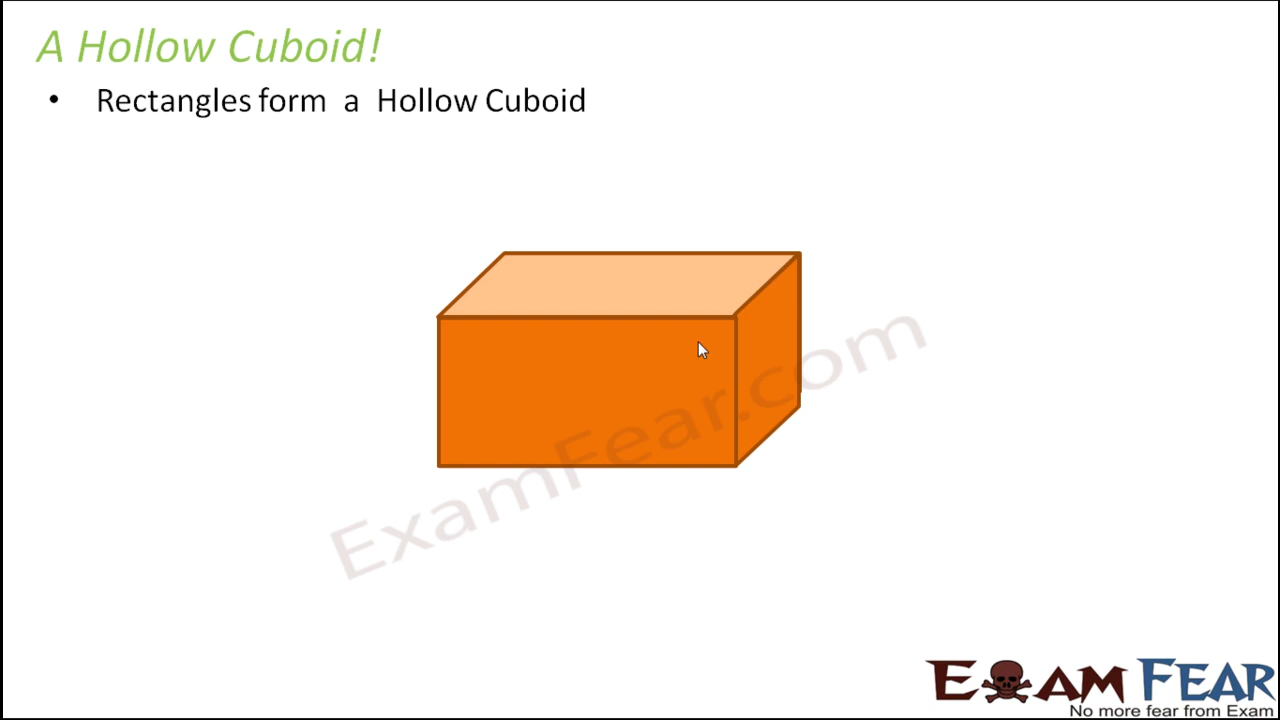 A Hollow Cuboid!
• Rectangles form a Hollow Cuboid
ExamFear.com
EXAM FEAR
No more fear from Exam